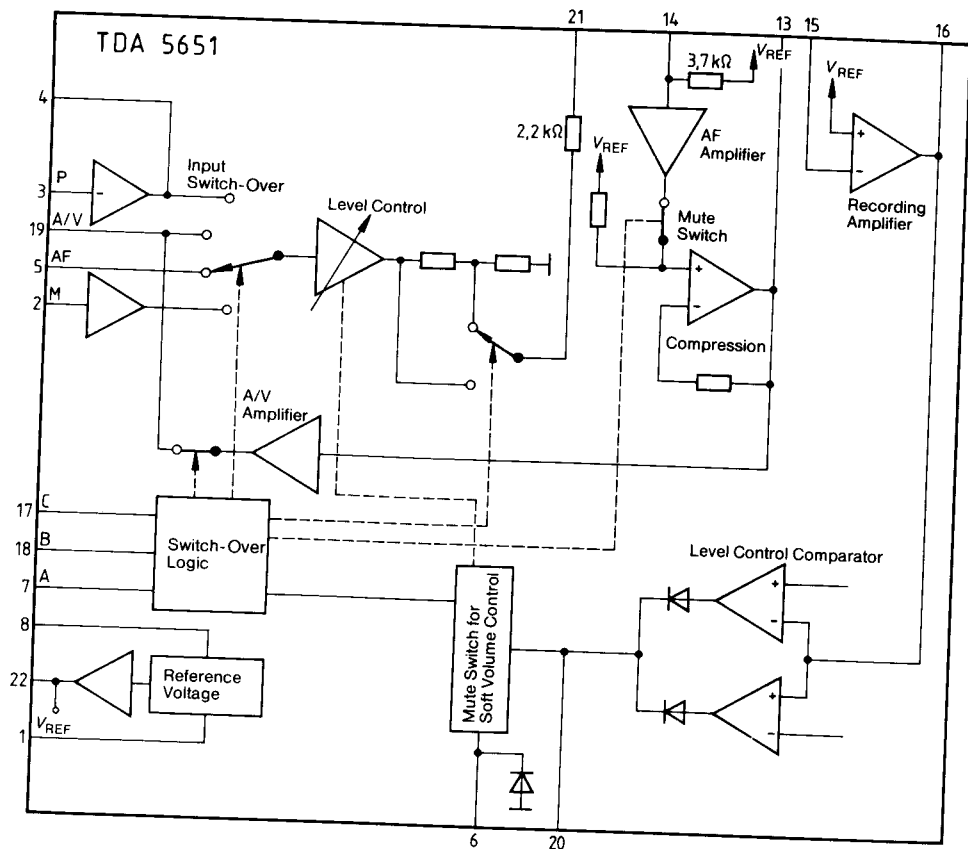 21
14
13
15
16
TDA 5651
VREF
3,7 kΩ
VREF
4
2,2 kΩ
AF
Amplifier
VREF
+
−
Recording
Amplifier
Input
Switch-Over
3
P
−
Level Control
19
A/V
Mute
Switch
5
AF
+
−
2
M
Compression
A/V
Amplifier
17
C
18
B
Switch-Over
Logic
7
A
Level Control Comparator
+
−
8
Mute Switch for
Soft Volume Control
22
Reference
Voltage
VREF
+
−
1
6
20